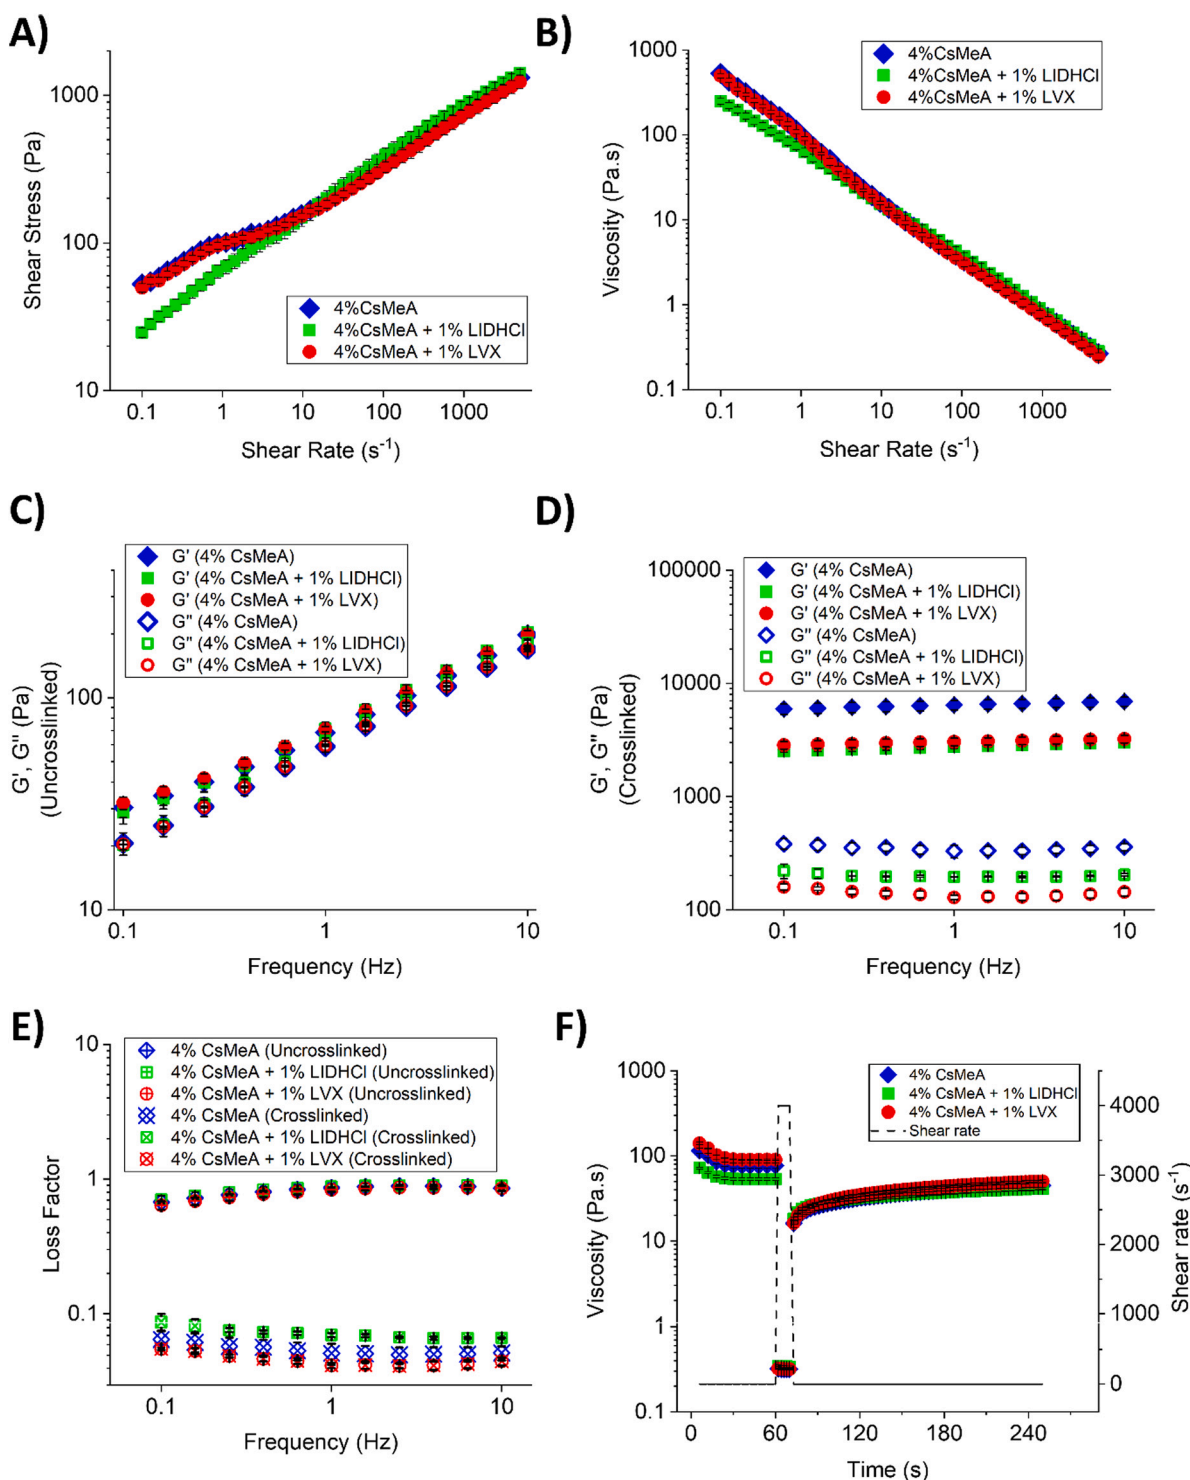 A)
1000
100
10
Shear Stress (Pa)
4%CsMeA
4%CsMeA + 1% LIDHCl
4%CsMeA + 1% LVX
0.1 1 10 100 1000
Shear Rate (s⁻¹)
B)
1000
100
10
1
0.1
Viscosity (Pa.s)
4%CsMeA
4%CsMeA + 1% LIDHCl
4%CsMeA + 1% LVX
0.1 1 10 100 1000
Shear Rate (s⁻¹)
C)
G' (4% CsMeA)
G' (4% CsMeA + 1% LIDHCl)
G' (4% CsMeA + 1% LVX)
G" (4% CsMeA)
G" (4% CsMeA + 1% LIDHCl)
G" (4% CsMeA + 1% LVX)
G', G" (Pa)
(Uncrosslinked)
100
10
0.1 1 10
Frequency (Hz)
D)
G' (4% CsMeA)
G' (4% CsMeA + 1% LIDHCl)
G' (4% CsMeA + 1% LVX)
G" (4% CsMeA)
G" (4% CsMeA + 1% LIDHCl)
G" (4% CsMeA + 1% LVX)
G', G" (Pa)
(Crosslinked)
100000
10000
1000
100
0.1 1 10
Frequency (Hz)
E)
10
1
0.1
Loss Factor
4% CsMeA (Uncrosslinked)
4% CsMeA + 1% LIDHCl (Uncrosslinked)
4% CsMeA + 1% LVX (Uncrosslinked)
4% CsMeA (Crosslinked)
4% CsMeA + 1% LIDHCl (Crosslinked)
4% CsMeA + 1% LVX (Crosslinked)
0.1 1 10
Frequency (Hz)
F)
1000
100
10
1
0.1
Viscosity (Pa.s)
4% CsMeA
4% CsMeA + 1% LIDHCl
4% CsMeA + 1% LVX
Shear rate
4000
3000
2000
1000
0
Shear rate (s⁻¹)
0 60 120 180 240
Time (s)